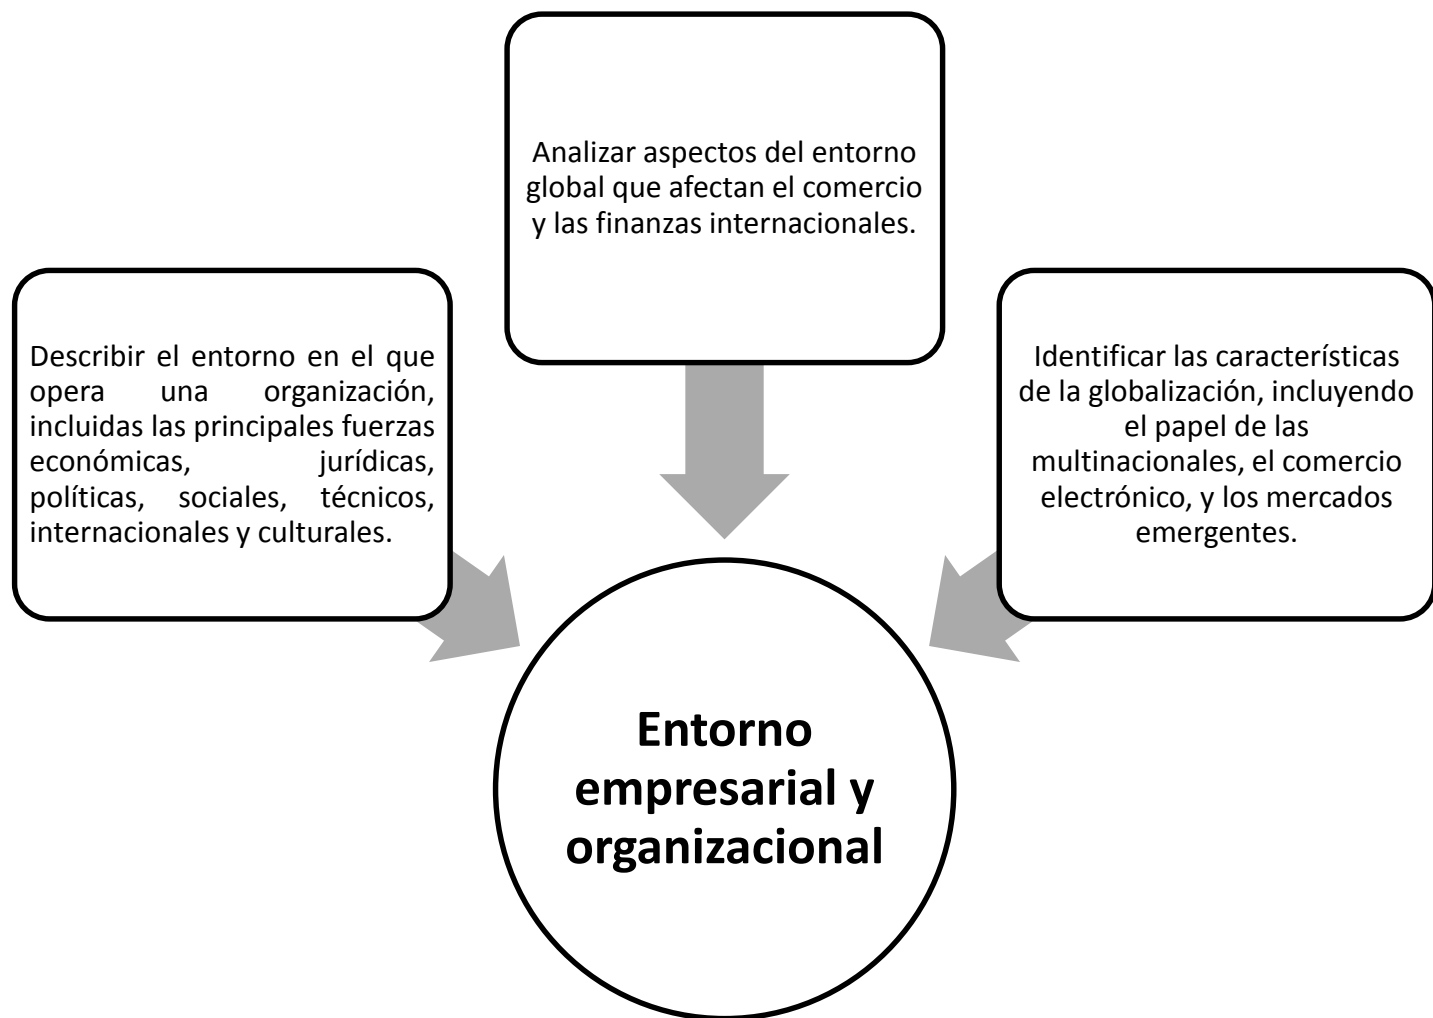 Analizar aspectos del entorno
global que afectan el comercio
y las finanzas internacionales.
Describir el entorno en el que
opera una organización,
incluidas las principales fuerzas
económicas, jurídicas,
políticas, sociales, técnicos,
internacionales y culturales.
Identificar las características
de la globalización, incluyendo
el papel de las
multinacionales, el comercio
electrónico, y los mercados
emergentes.
Entorno
empresarial y
organizacional